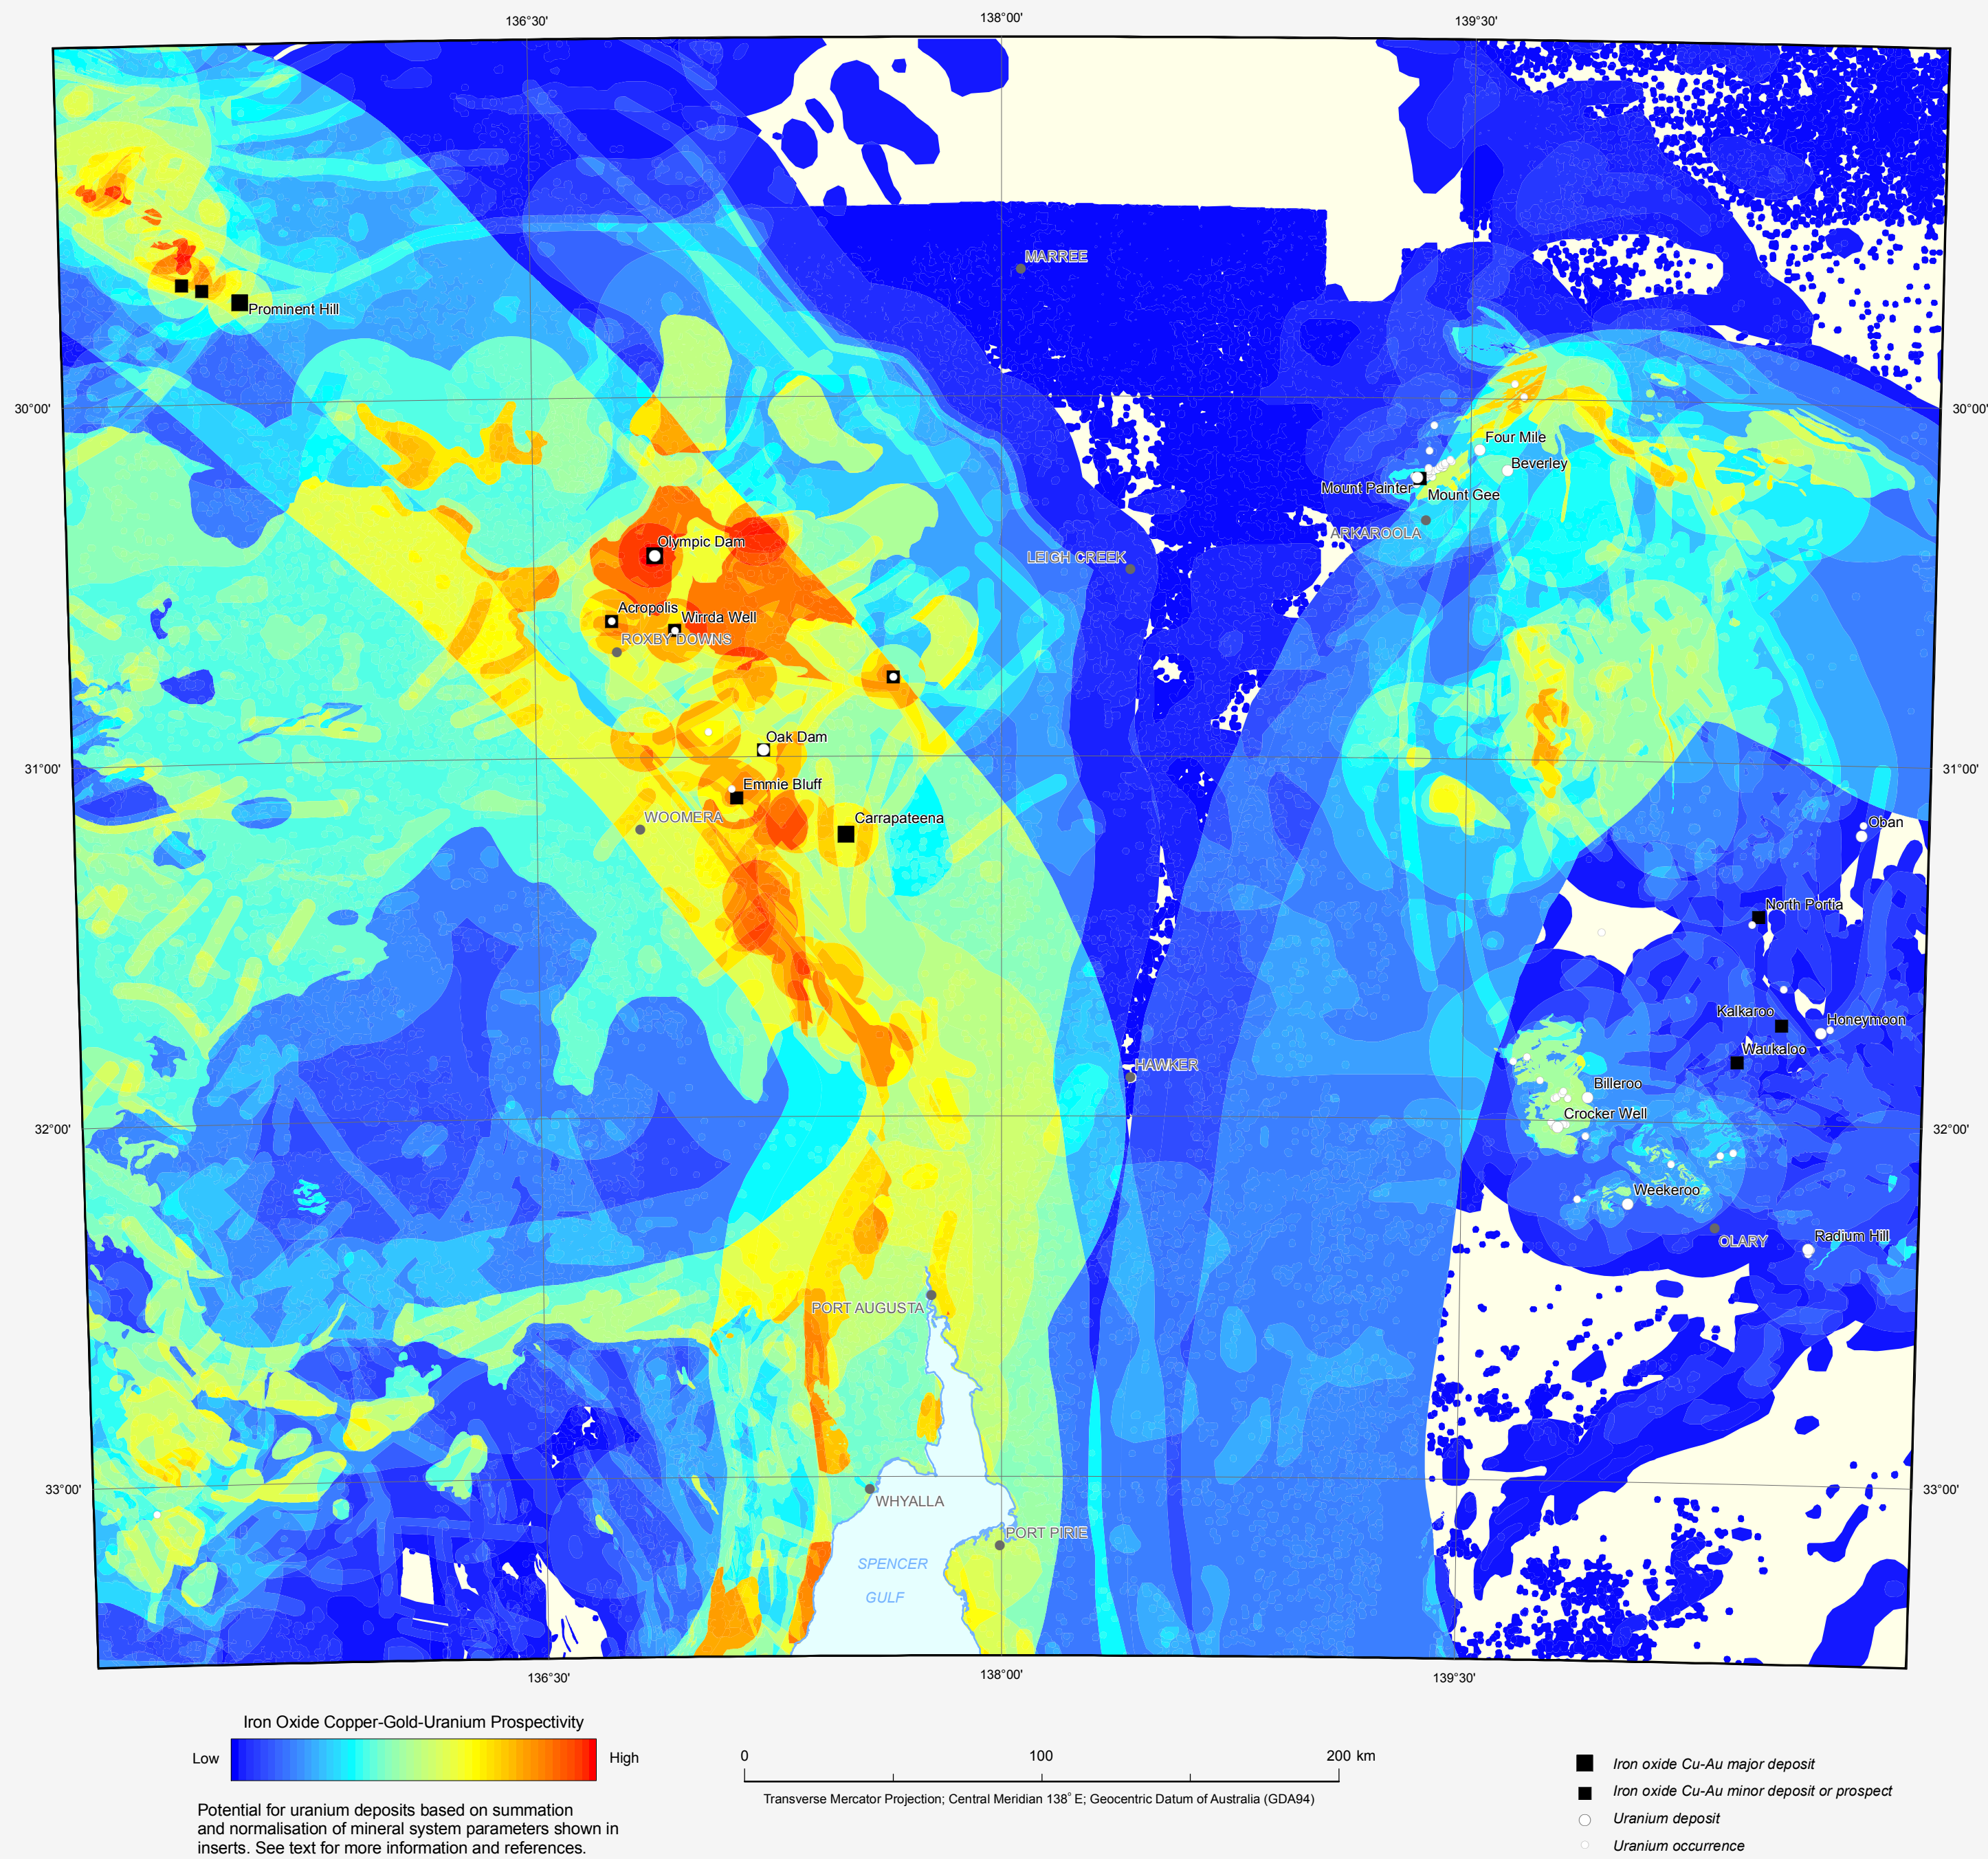 136°30'
138°00'
139°30'
MARREE
Prominent Hill
30°00'
30°00'
Four Mile
Beverley
Mount Painter
Mount Gee
ARKAROOLA
Olympic Dam
LEIGH CREEK
Acropolis
Wirrda Well
ROXBY DOWNS
Oak Dam
31°00'
31°00'
Emmie Bluff
WOOMERA
Carrapateena
Oban
North Portia
Kalkaroo
Honeymoon
Waukaloo
HAWKER
Billeroo
Crocker Well
32°00'
32°00'
Weekeroo
OLARY
Radium Hill
PORT AUGUSTA
33°00'
33°00'
WHYALLA
PORT PIRIE
SPENCER
GULF
136°30'
138°00'
139°30'
Iron Oxide Copper-Gold-Uranium Prospectivity
Low
High
Potential for uranium deposits based on summation
and normalisation of mineral system parameters shown in
inserts. See text for more information and references.
0
100
200 km
Transverse Mercator Projection; Central Meridian 138° E; Geocentric Datum of Australia (GDA94)
Iron oxide Cu-Au major deposit
Iron oxide Cu-Au minor deposit or prospect
Uranium deposit
Uranium occurrence